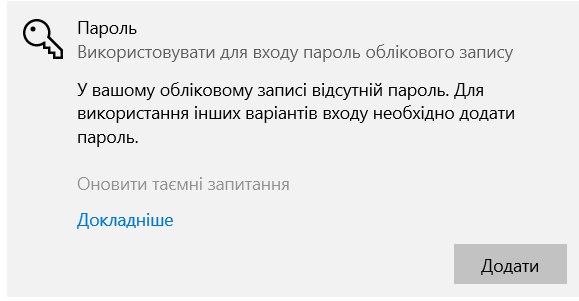 Пароль
Використовувати для входу пароль облікового запису
У вашому обліковому записі відсутній пароль. Для
використання інших варіантів входу необхідно додати
пароль.
Оновити таємні запитання
Докладніше
Додати